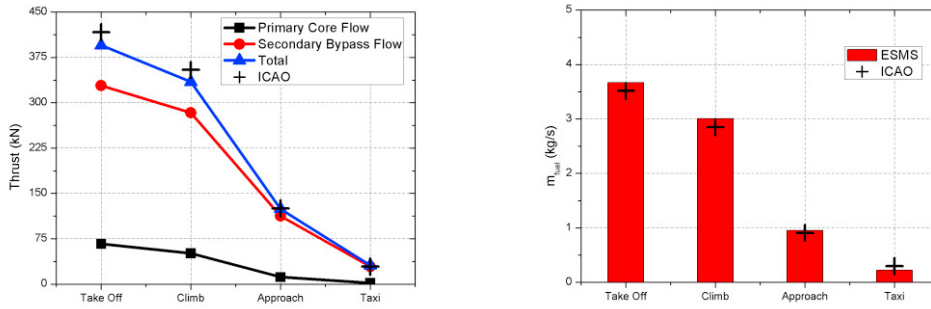 450
375
300
225
150
75
0
Thrust (kN)
Take Off
Climb
Approach
Taxi
Primary Core Flow
Secondary Bypass Flow
Total
ICAO
5
4
3
2
1
0
m fuel (kg/s)
Take Off
Climb
Approach
Taxi
ESMS
ICAO